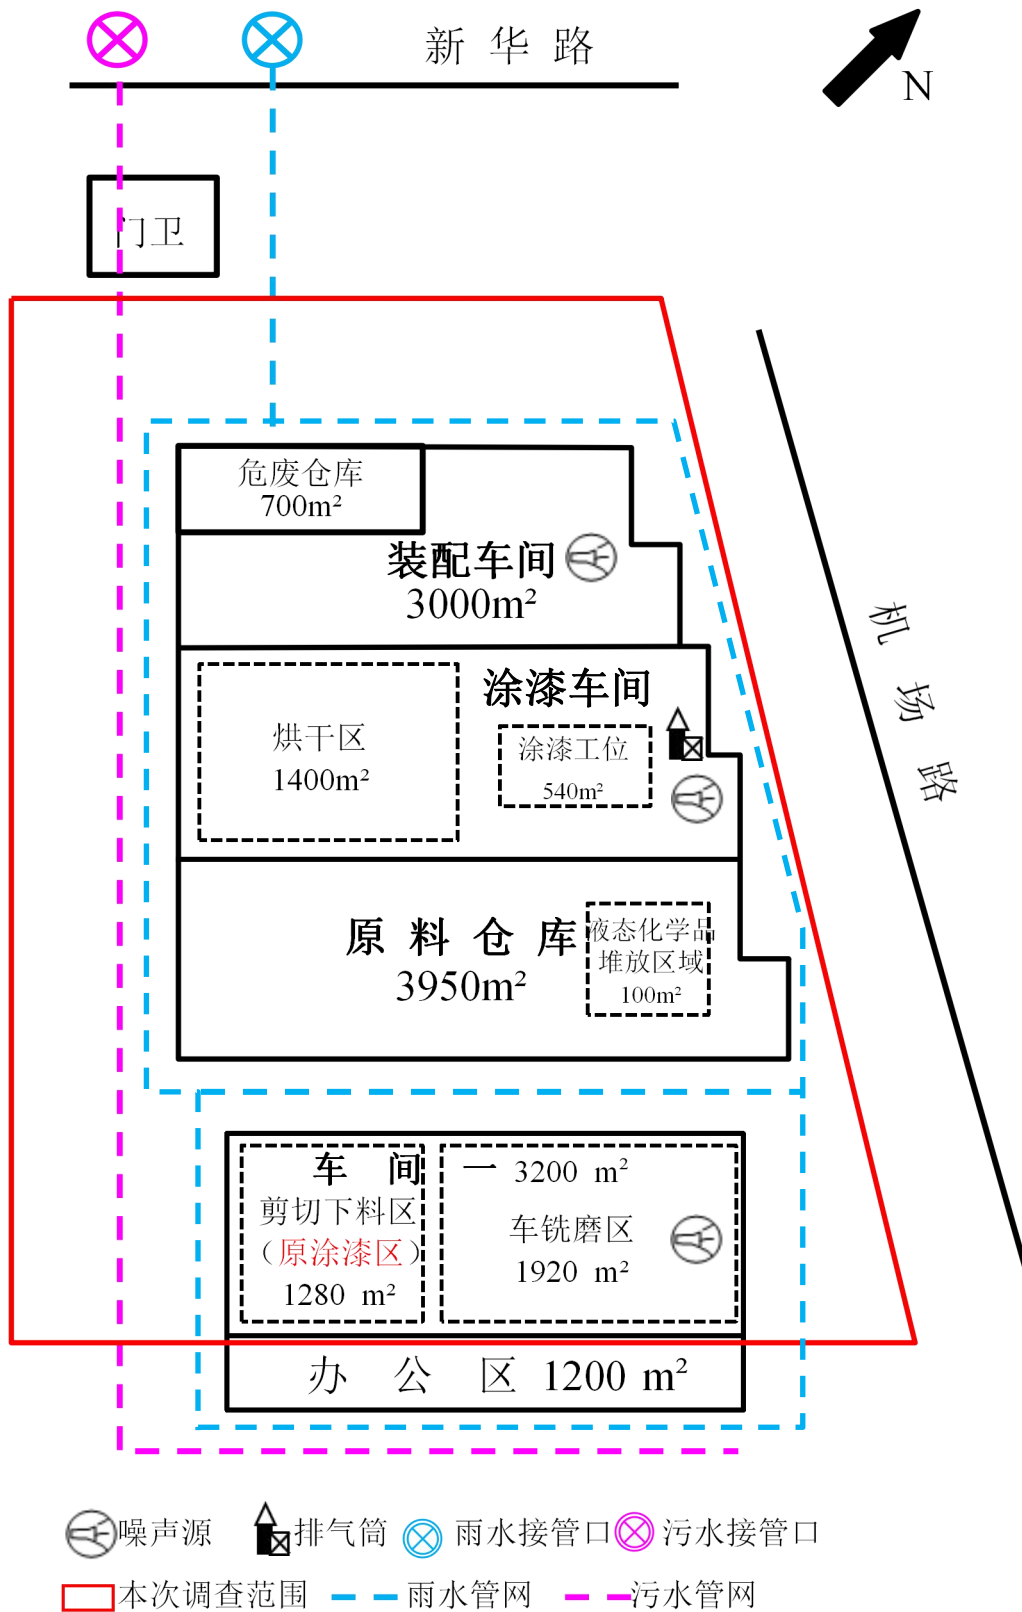 新 华 路
N
门卫
危废仓库
700m²
装配车间
3000m²
机场路
涂漆车间
烘干区
1400m²
涂漆工位
540m²
原 料 仓 库
3950m²
液态化学品
堆放区域
100m²
车 间 一 3200 m²
剪切下料区
（原涂漆区）
1280 m²
车铣磨区
1920 m²
办 公 区 1200 m²
噪声源 排气筒 雨水接管口 污水接管口
本次调查范围 雨水管网 污水管网